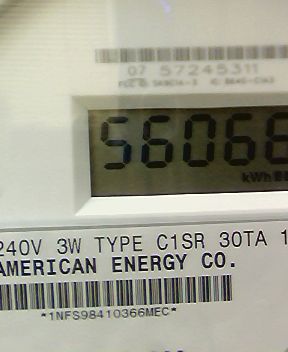 07 57245311
56066
kWh
240V 3W TYPE C1SR 30TA 1
AMERICAN ENERGY CO.
*1NFS98410366MEC*